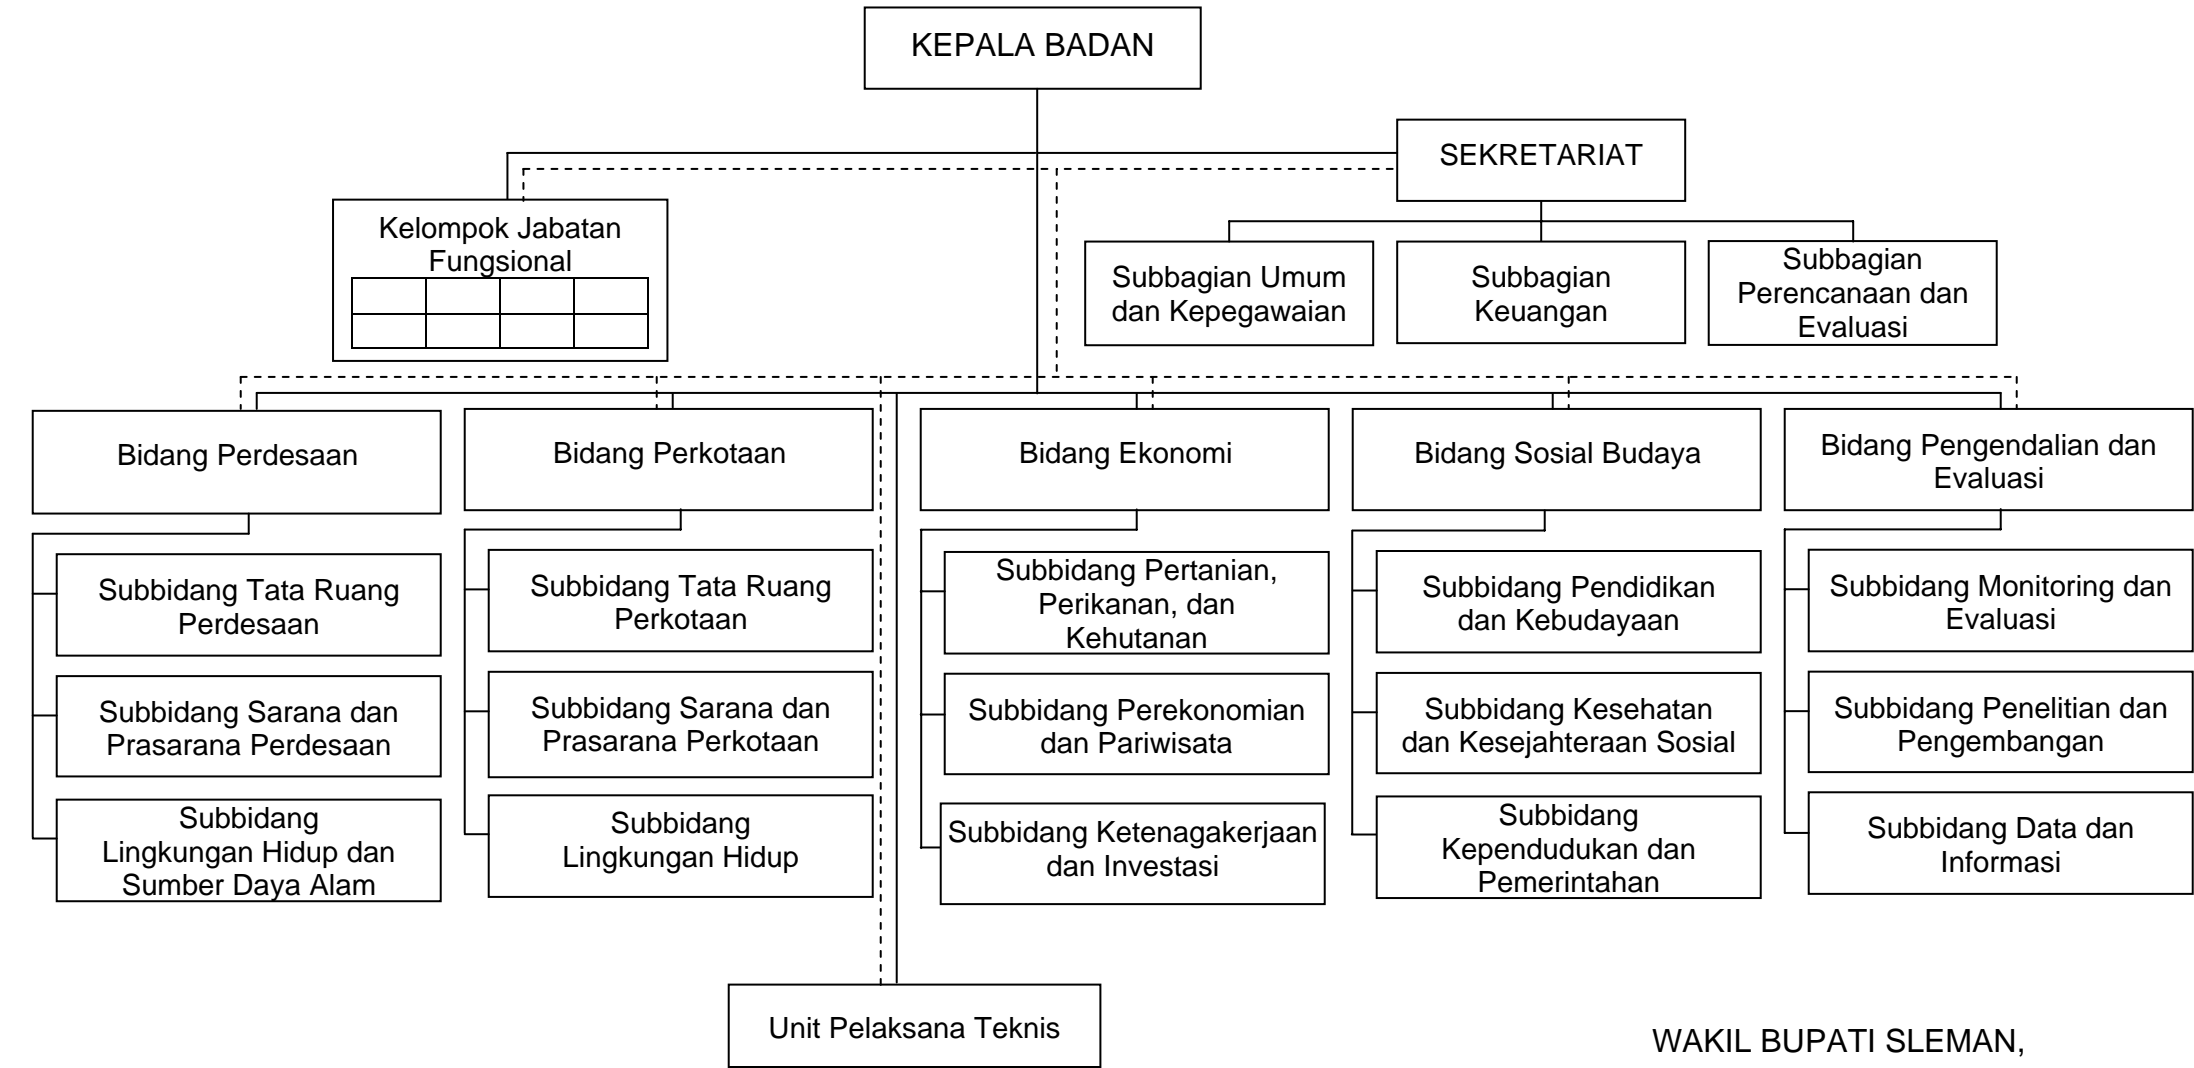 KEPALA BADAN
SEKRETARIAT
Kelompok Jabatan
Fungsional
Subbagian Umum
dan Kepegawaian
Subbagian
Keuangan
Subbagian
Perencanaan dan
Evaluasi
Bidang Perdesaan
Bidang Perkotaan
Bidang Ekonomi
Bidang Sosial Budaya
Bidang Pengendalian dan
Evaluasi
Subbidang Tata Ruang
Perdesaan
Subbidang Tata Ruang
Perkotaan
Subbidang Pertanian,
Perikanan, dan
Kehutanan
Subbidang Pendidikan
dan Kebudayaan
Subbidang Monitoring dan
Evaluasi
Subbidang Sarana dan
Prasarana Perdesaan
Subbidang Sarana dan
Prasarana Perkotaan
Subbidang Perekonomian
dan Pariwisata
Subbidang Kesehatan
dan Kesejahteraan Sosial
Subbidang Penelitian dan
Pengembangan
Subbidang
Lingkungan Hidup dan
Sumber Daya Alam
Subbidang
Lingkungan Hidup
Subbidang Ketenagakerjaan
dan Investasi
Subbidang
Kependudukan dan
Pemerintahan
Subbidang Data dan
Informasi
Unit Pelaksana Teknis
WAKIL BUPATI SLEMAN,